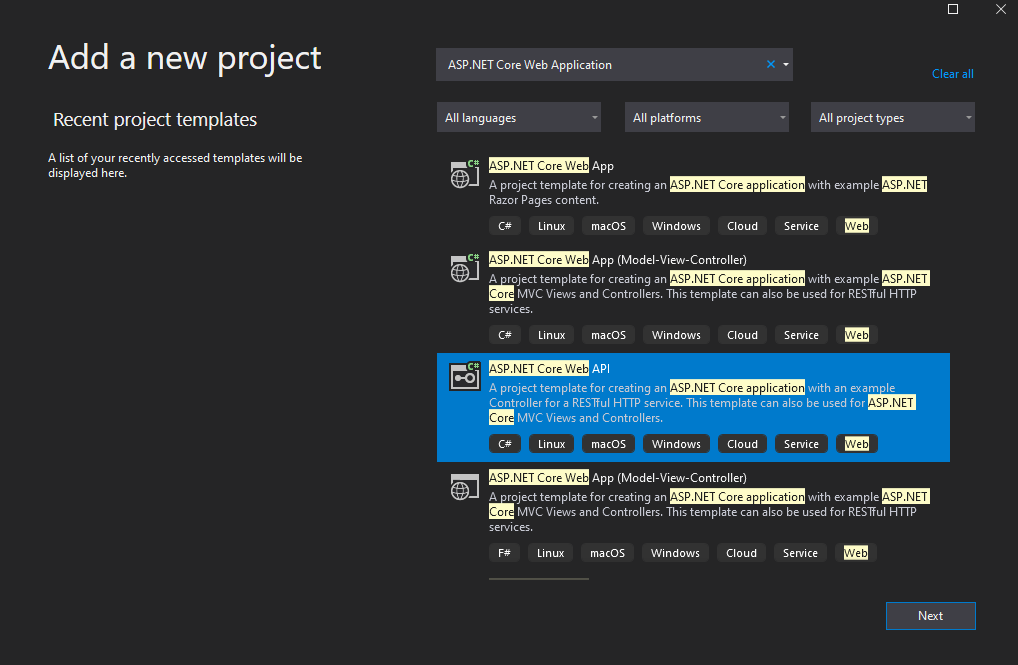 Add a new project
ASP.NET Core Web Application
Clear all
Recent project templates
All languages
All platforms
All project types
A list of your recently accessed templates will be
displayed here.
C#
ASP.NET Core Web App
A project template for creating an ASP.NET Core application with example ASP.NET
Razor Pages content.
C# Linux macOS Windows Cloud Service Web
C#
ASP.NET Core Web App (Model-View-Controller)
A project template for creating an ASP.NET Core application with example ASP.NET
Core MVC Views and Controllers. This template can also be used for RESTful HTTP
services.
C# Linux macOS Windows Cloud Service Web
C#
ASP.NET Core Web API
A project template for creating an ASP.NET Core application with an example
Controller for a RESTful HTTP service. This template can also be used for ASP.NET
Core MVC Views and Controllers.
C# Linux macOS Windows Cloud Service Web
ASP.NET Core Web App (Model-View-Controller)
A project template for creating an ASP.NET Core application with example ASP.NET
Core MVC Views and Controllers. This template can also be used for RESTful HTTP
services.
F# Linux macOS Windows Cloud Service Web
Next